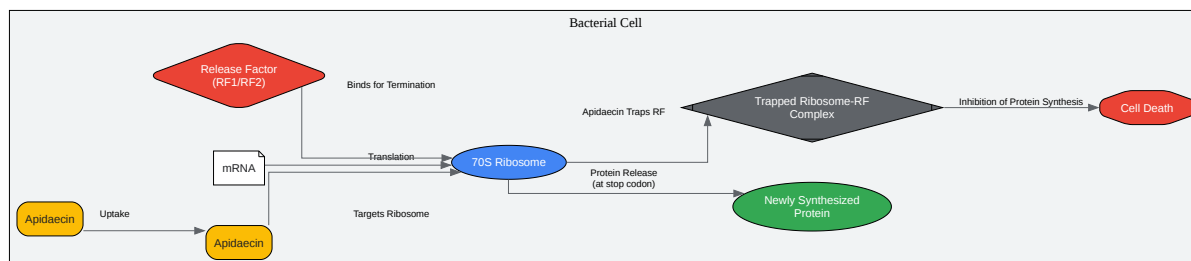 Bacterial Cell
Release Factor
(RF1/RF2)
Binds for Termination
Trapped Ribosome-RF
Complex
Inhibition of Protein Synthesis
Cell Death
Apidaecin Traps RF
mRNA
Translation
70S Ribosome
Protein Release
(at stop codon)
Newly Synthesized
Protein
Apidaecin
Uptake
Apidaecin
Targets Ribosome